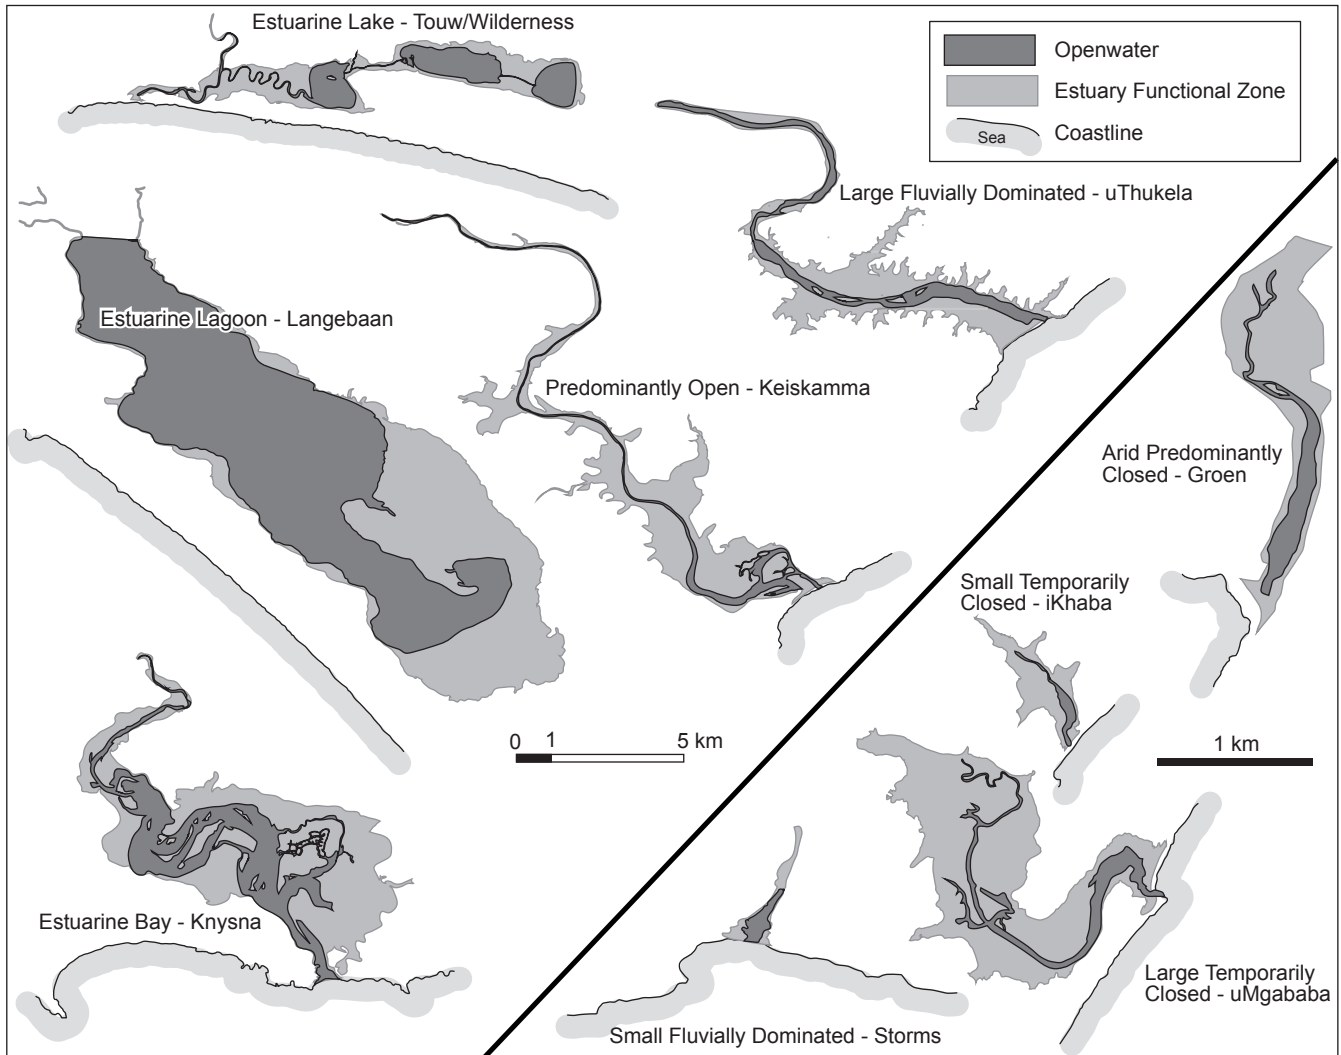 Estuarine Lake - Touw/Wilderness
Openwater
Estuary Functional Zone
Sea
Coastline
Large Fluvially Dominated - uThukela
Estuarine Lagoon - Langebaan
Predominantly Open - Keiskamma
Arid Predominantly
Closed - Groen
Small Temporarily
Closed - iKhaba
0 1 5 km
1 km
Estuarine Bay - Knysna
Large Temporarily
Closed - uMgababa
Small Fluvially Dominated - Storms